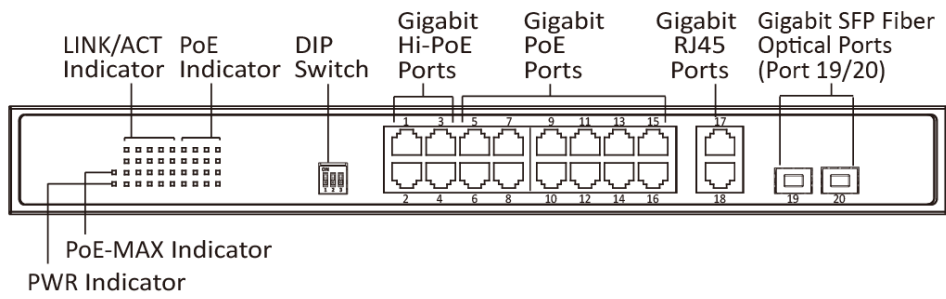 LINK/ACT
Indicator
PoE
Indicator
DIP
Switch
Gigabit
Hi-PoE
Ports
Gigabit
PoE
Ports
Gigabit
RJ45
Ports
Gigabit SFP Fiber
Optical Ports
(Port 19/20)
1 3 5 7 9 11 13 15 17
ON
1 2 3
2 4 6 8 10 12 14 16 18 19 20
PoE-MAX Indicator
PWR Indicator